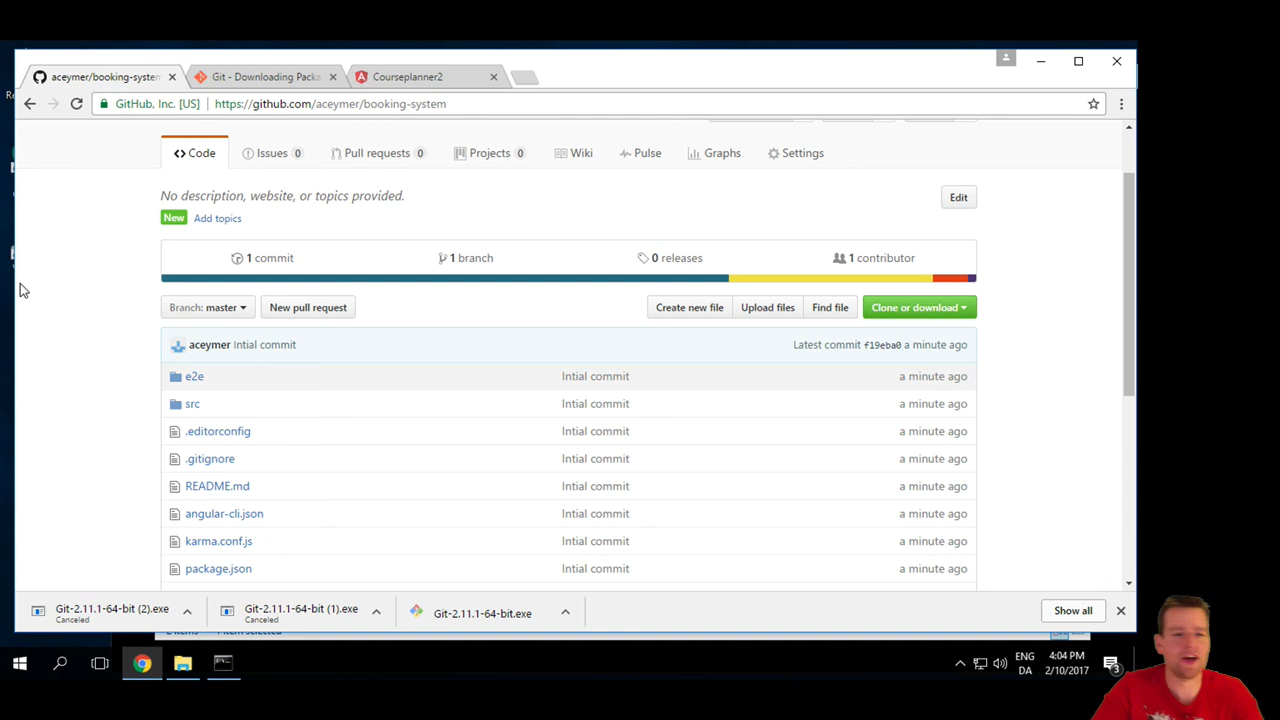 aceymer/booking-system
Git - Downloading Packa
Courseplanner2
GitHub, Inc. [US]
https://github.com/aceymer/booking-system
Code
Issues 0
Pull requests 0
Projects 0
Wiki
Pulse
Graphs
Settings
No description, website, or topics provided.
Edit
New Add topics
1 commit
1 branch
0 releases
1 contributor
Branch: master
New pull request
Create new file
Upload files
Find file
Clone or download
aceymer Intial commit
Latest commit f19eba0 a minute ago
e2e Intial commit a minute ago
src Intial commit a minute ago
.editorconfig Intial commit a minute ago
.gitignore Intial commit a minute ago
README.md Intial commit a minute ago
angular-cli.json Intial commit a minute ago
karma.conf.js Intial commit a minute ago
package.json Intial commit a minute ago
Git-2.11.1-64-bit (2).exe
Canceled
Git-2.11.1-64-bit (1).exe
Canceled
Git-2.11.1-64-bit.exe
Show all
ENG
DA
4:04 PM
2/10/2017
3